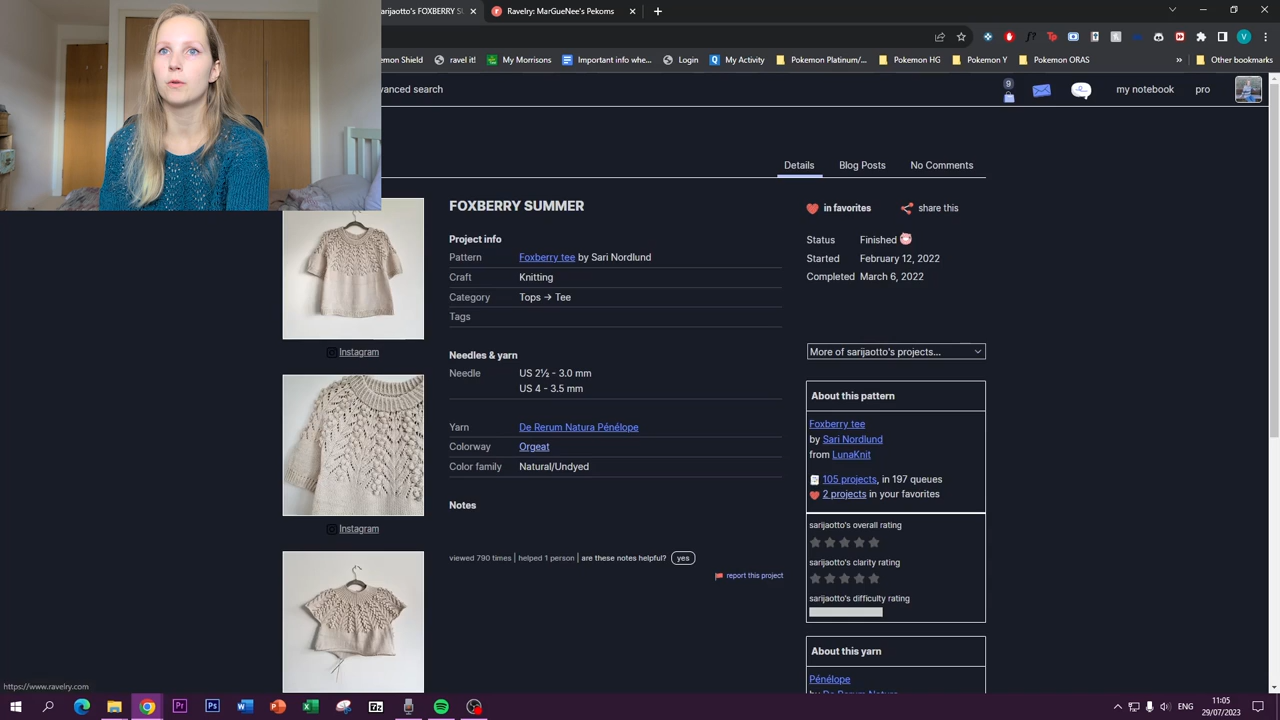 arijaotto's FOXBERRY SU
Ravelry: MarGueNee's Pekoms
emon Shield
ravel it!
My Morrisons
Important info whe...
Login
My Activity
Pokemon Platinum/...
Pokemon HG
Pokemon Y
Pokemon ORAS
»
Other bookmarks
vanced search
0
my notebook
pro
Details
Blog Posts
No Comments
FOXBERRY SUMMER
in favorites
share this
Project info
Pattern Foxberry tee by Sari Nordlund
Craft Knitting
Category Tops → Tee
Tags
Status Finished
Started February 12, 2022
Completed March 6, 2022
Instagram
Needles & yarn
Needle US 2½ - 3.0 mm
US 4 - 3.5 mm
More of sarijaotto's projects...
Yarn De Rerum Natura Pénélope
Colorway Orgeat
Color family Natural/Undyed
Notes
Instagram
viewed 790 times | helped 1 person | are these notes helpful? yes
report this project
About this pattern
Foxberry tee
by Sari Nordlund
from LunaKnit
105 projects, in 197 queues
2 projects in your favorites
sarijaotto's overall rating
sarijaotto's clarity rating
sarijaotto's difficulty rating
About this yarn
Pénélope
by De Rerum Natura
https://www.ravelry.com
ENG
11:05
29/07/2023